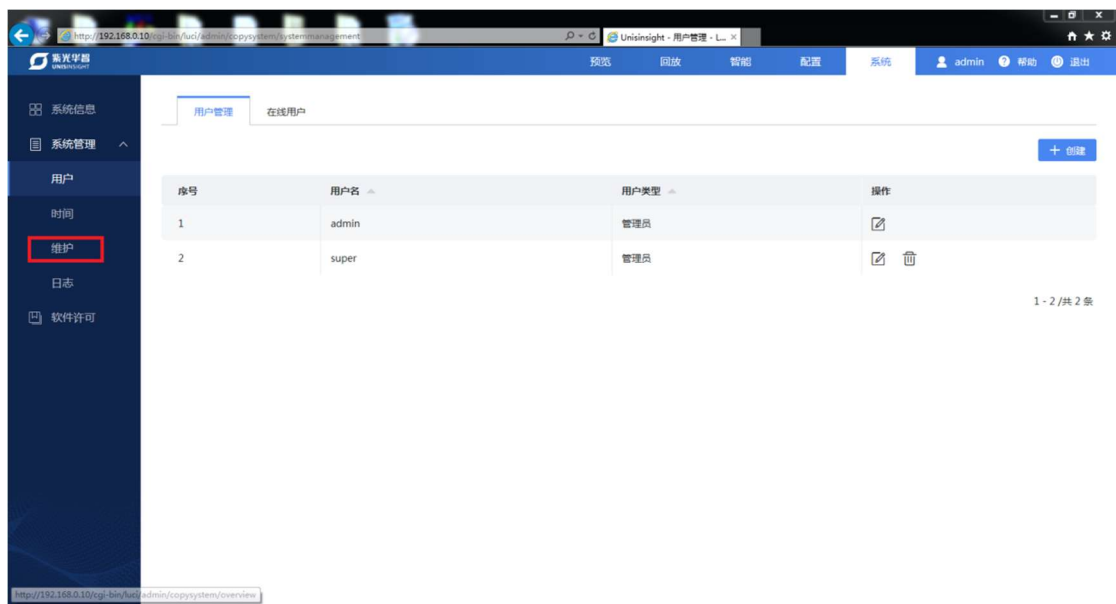 http://192.168.0.10/cgi-bin/luci/admin/copysystem/systemmanagement
Unisinsight - 用户管理 - L...
紫光华智
UNISINSIGHT
预览 回放 智能 配置 系统 admin 帮助 退出
系统信息
系统管理
用户
时间
维护
日志
软件许可
用户管理 在线用户
+ 创建
序号 用户名 用户类型 操作
1 admin 管理员
2 super 管理员
1 - 2 /共 2 条
http://192.168.0.10/cgi-bin/luci/admin/copysystem/overview